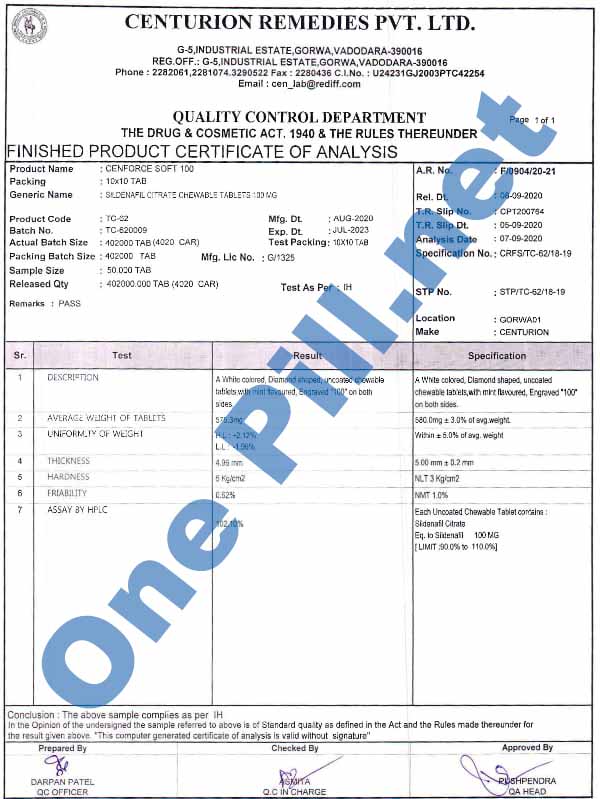 CENTURION REMEDIES PVT. LTD.
G-5,INDUSTRIAL ESTATE,GORWA,VADODARA-390016
REG.OFF.: G-5,INDUSTRIAL ESTATE,GORWA,VADODARA-390016
Phone : 2282061,2281074.3290522 Fax : 2280436 C.I.No. : U24231GJ2003PTC42254
Email : cen_lab@rediff.com
QUALITY CONTROL DEPARTMENT
Page 1 of 1
THE DRUG & COSMETIC ACT. 1940 & THE RULES THEREUNDER
FINISHED PRODUCT CERTIFICATE OF ANALYSIS
Product Name : CENFORCE SOFT 100
Packing : 10x10 TAB
Generic Name : SILDENAFIL CITRATE CHEWABLE TABLETS 100 MG
Product Code : TC-62 Mfg. Dt. : AUG-2020
Batch No. : TC-620009 Exp. Dt. : JUL-2023
Actual Batch Size : 402000 TAB (4020 CAR) Test Packing : 10X10 TAB
Packing Batch Size : 402000 TAB Mfg. Lic No. : G/1325
Sample Size : 50.000 TAB
Released Qty : 402000.000 TAB (4020 CAR) Test As Per : IH
Remarks : PASS
A.R. No. : F/0904/20-21
Rel. Dt. 08-09-2020
T.R. Slip No. : CPT200764
T.R. Slip Dt. : 05-09-2020
Analysis Date : 07-09-2020
Specification No. : CRFS/TC-62/18-19
STP No. : STP/TC-62/18-19
Location : GORWA01
Make : CENTURION
Sr. Test Result Specification
1 DESCRIPTION A White colored, Diamond shaped, uncoated chewable A White colored, Diamond shaped, uncoated
tablets,with mint flavoured, Engraved "100" on both chewable tablets,with mint flavoured, Engraved "100"
sides. on both sides.
2 AVERAGE WEIGHT OF TABLETS 580.0mg ± 3.0% of avg.weight.
3 UNIFORMITY OF WEIGHT H.L : +2.12% Within ± 5.0% of avg. weight
L.L : -1.96%
4 THICKNESS 4.96 mm 5.00 mm ± 0.2 mm
5 HARDNESS 5 Kg/cm2 NLT 3 Kg/cm2
6 FRIABILITY 0.62% NMT 1.0%
7 ASSAY BY HPLC Each Uncoated Chewable Tablet contains :
102.10% Sildenafil Citrate
Eq. to Sildenafil 100 MG
[ LIMIT :90.0% to 110.0%]
One Pill.net
Conclusion : The above sample complies as per IH
In the Opinion of the undersigned the sample referred to above is of Standard quality as defined in the Act and the Rules made thereunder for
the result given above. "This computer generated certificate of analysis is valid without signature"
Prepared By Checked By Approved By
DARPAN PATEL ASMITA PUSHPENDRA
QC OFFICER Q.C IN CHARGE QA HEAD